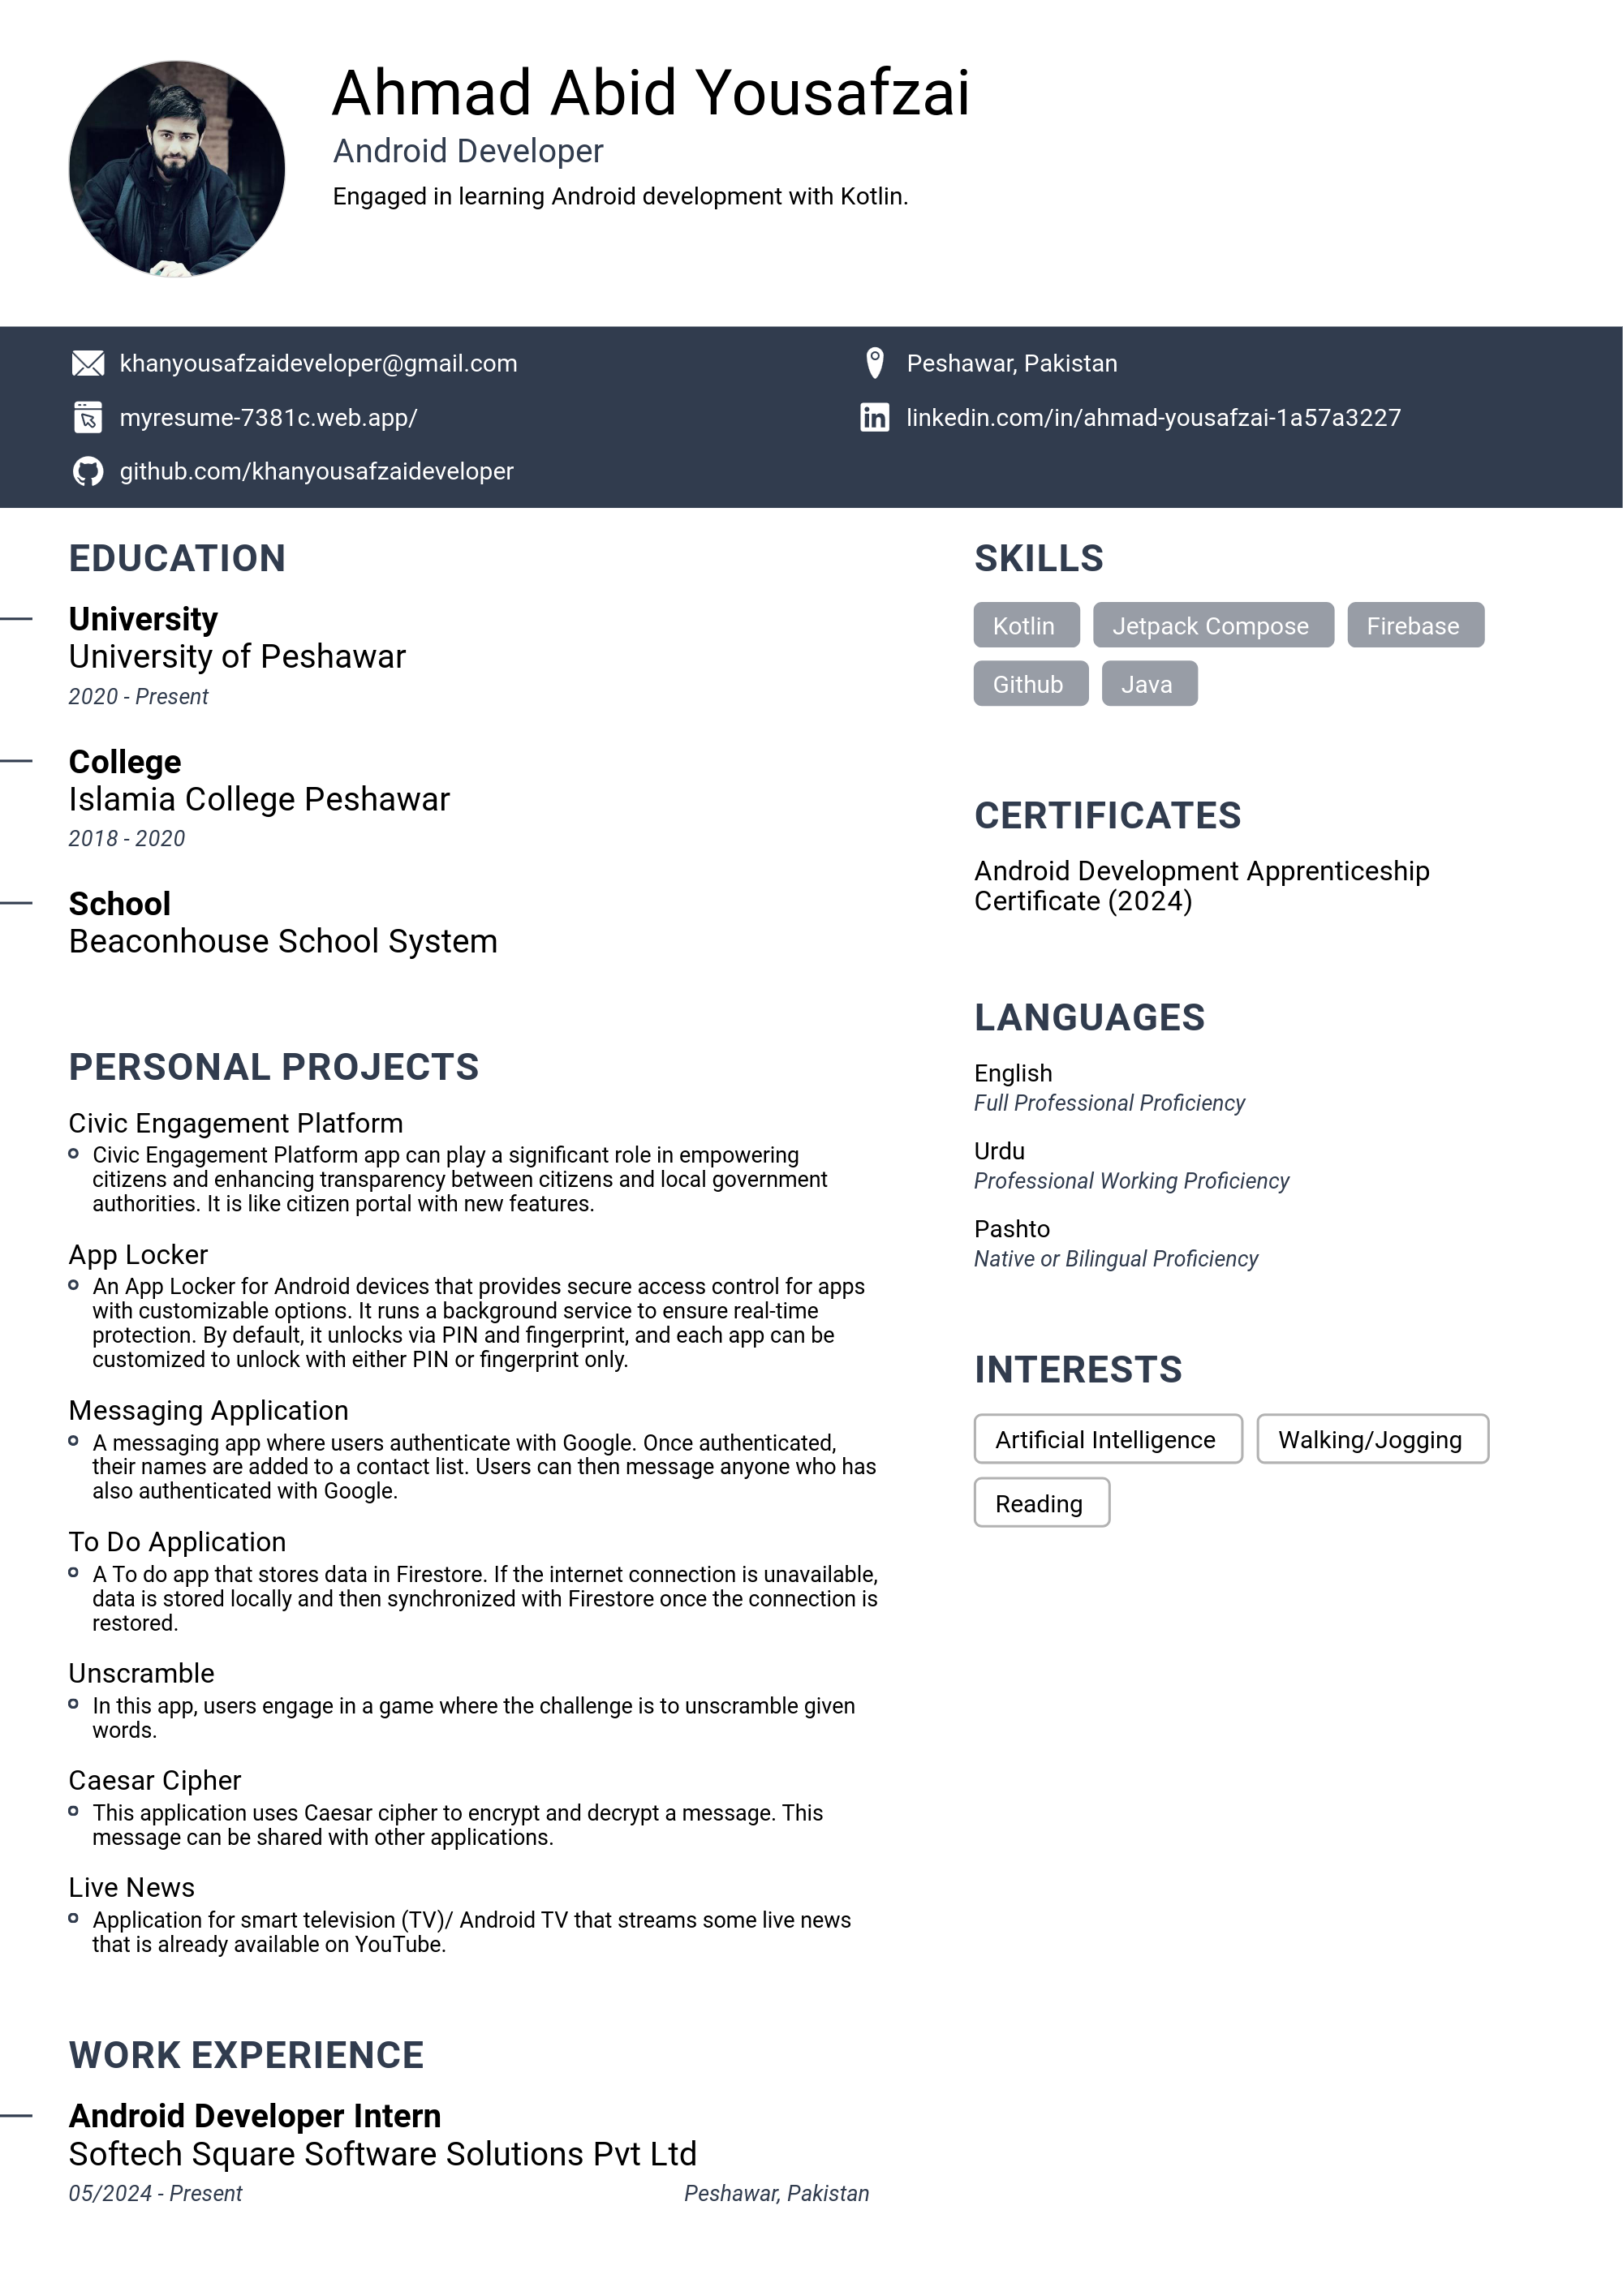 Ahmad Abid Yousafzai
Android Developer
Engaged in learning Android development with Kotlin.
khanyousafzaideveloper@gmail.com
Peshawar, Pakistan
myresume-7381c.web.app/
linkedin.com/in/ahmad-yousafzai-1a57a3227
github.com/khanyousafzaideveloper
EDUCATION
University
University of Peshawar
2020 - Present
College
Islamia College Peshawar
2018 - 2020
School
Beaconhouse School System
PERSONAL PROJECTS
Civic Engagement Platform
Civic Engagement Platform app can play a significant role in empowering
citizens and enhancing transparency between citizens and local government
authorities. It is like citizen portal with new features.
App Locker
An App Locker for Android devices that provides secure access control for apps
with customizable options. It runs a background service to ensure real-time
protection. By default, it unlocks via PIN and fingerprint, and each app can be
customized to unlock with either PIN or fingerprint only.
Messaging Application
A messaging app where users authenticate with Google. Once authenticated,
their names are added to a contact list. Users can then message anyone who has
also authenticated with Google.
To Do Application
A To do app that stores data in Firestore. If the internet connection is unavailable,
data is stored locally and then synchronized with Firestore once the connection is
restored.
Unscramble
In this app, users engage in a game where the challenge is to unscramble given
words.
Caesar Cipher
This application uses Caesar cipher to encrypt and decrypt a message. This
message can be shared with other applications.
Live News
Application for smart television (TV)/ Android TV that streams some live news
that is already available on YouTube.
WORK EXPERIENCE
Android Developer Intern
Softech Square Software Solutions Pvt Ltd
05/2024 - Present
Peshawar, Pakistan
SKILLS
Kotlin
Jetpack Compose
Firebase
Github
Java
CERTIFICATES
Android Development Apprenticeship
Certificate (2024)
LANGUAGES
English
Full Professional Proficiency
Urdu
Professional Working Proficiency
Pashto
Native or Bilingual Proficiency
INTERESTS
Artificial Intelligence
Walking/Jogging
Reading